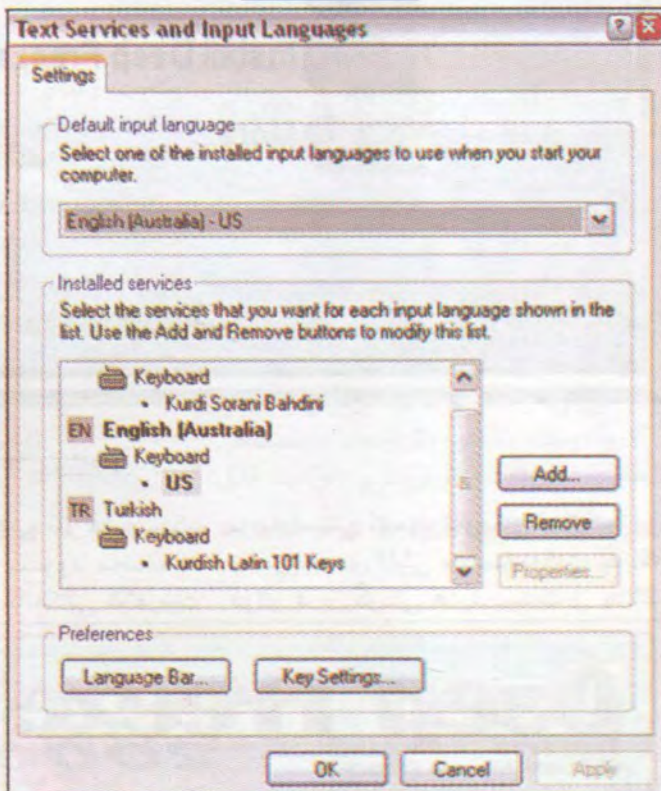 Text Services and Input Languages
Settings
Default input language
Select one of the installed input languages to use when you start your
computer.
English (Australia) - US
Installed services
Select the services that you want for each input language shown in the
list. Use the Add and Remove buttons to modify this list.
Keyboard
• Kurdi Sorani Bahdini
EN English (Australia)
Keyboard
• US
TR Turkish
Keyboard
• Kurdish Latin 101 Keys
Add...
Remove
Properties...
Preferences
Language Bar...
Key Settings...
OK
Cancel
Apply